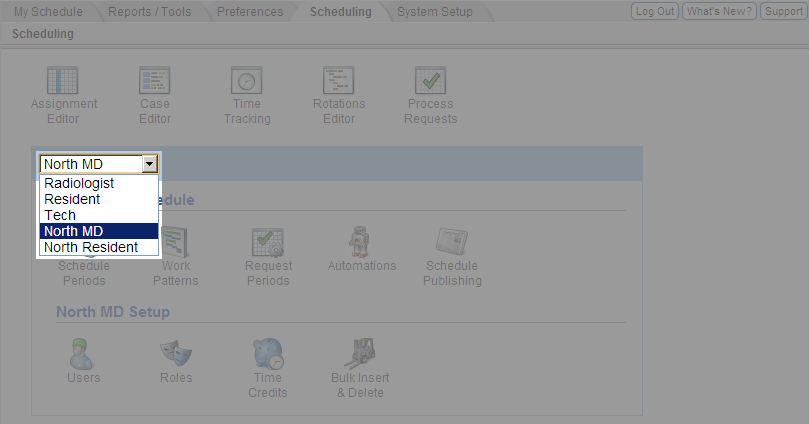 My Schedule Reports / Tools Preferences Scheduling System Setup Log Out What's New? Support
Scheduling
Assignment Editor
Case Editor
Time Tracking
Rotations Editor
Process Requests
North MD
Radiologist
Resident
Tech
North MD
North Resident
edule
Schedule Periods
Work Patterns
Request Periods
Automations
Schedule Publishing
North MD Setup
Users
Roles
Time Credits
Bulk Insert & Delete